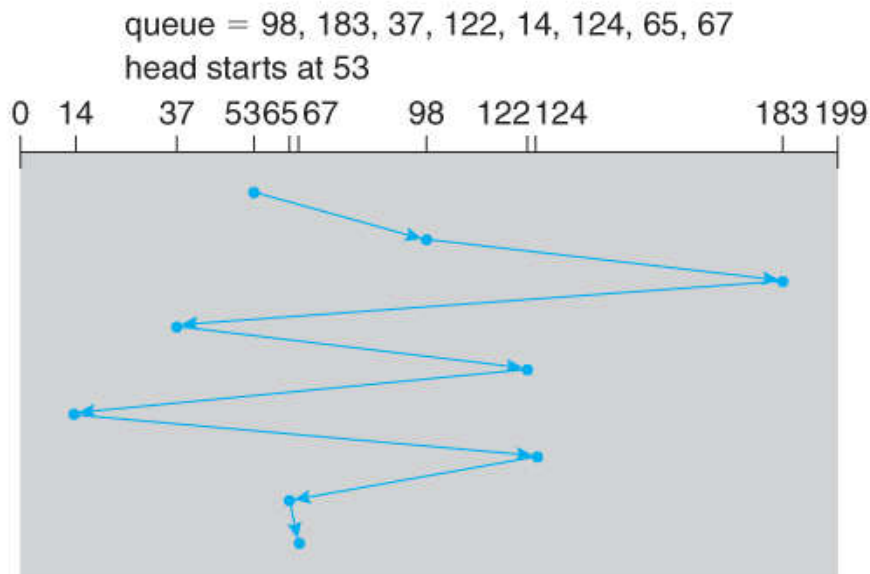 queue = 98, 183, 37, 122, 14, 124, 65, 67
head starts at 53
0 14 37 53 65 67 98 122 124 183 199